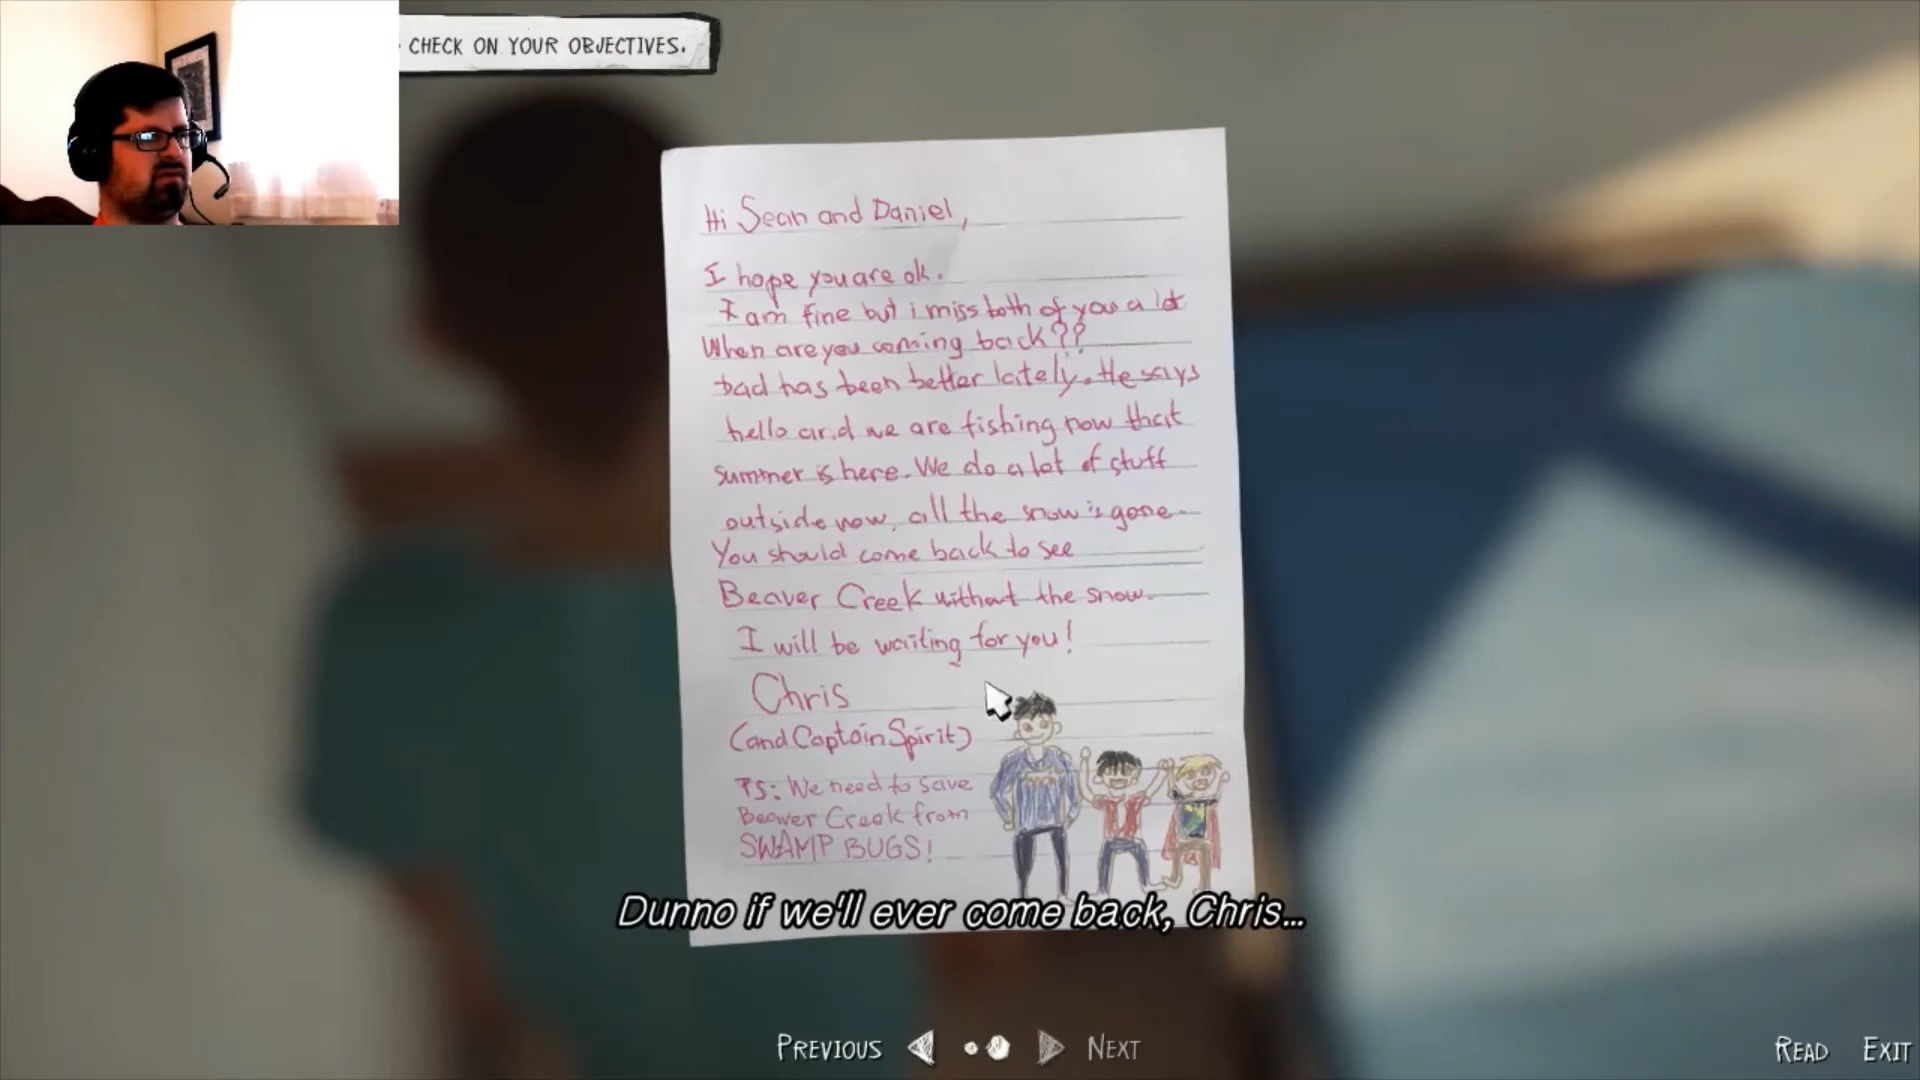 CHECK ON YOUR OBJECTIVES.
Hi Sean and Daniel,
I hope you are ok.
I am fine but i miss both of you a lot
When are you coming back??
Dad has been better lately. He says
hello and we are fishing now that
summer is here. We do a lot of stuff
outside now, all the snow is gone.
You should come back to see
Beaver Creek without the snow.
I will be waiting for you!
Chris
(and Captain Spirit)
PS: We need to save
Beaver Creek from
SWAMP BUGS!
Dunno if we'll ever come back, Chris...
PREVIOUS NEXT
READ EXIT